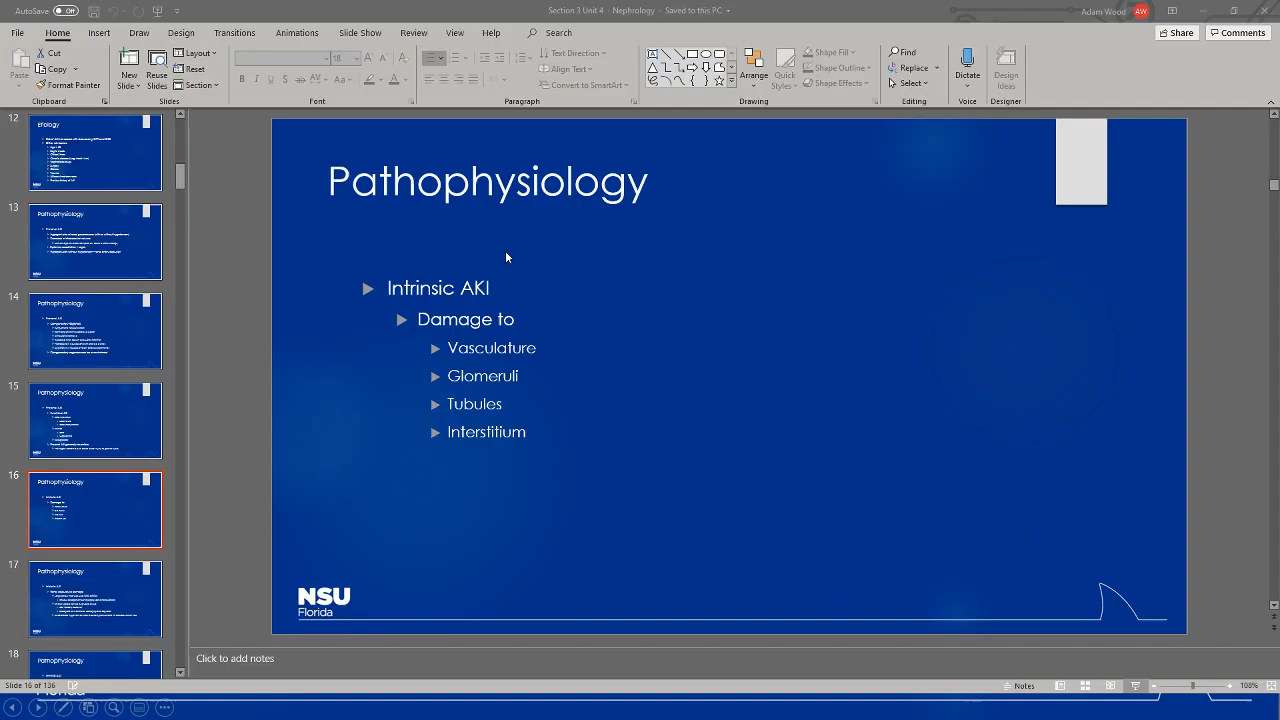 AutoSave Off
Section 3 Unit 4 - Nephrology - Saved to this PC
Adam Wood AW
File Home Insert Draw Design Transitions Animations Slide Show Review View Help Search
Share Comments
Paste
Cut
Copy
Format Painter
Clipboard
New Slide
Reuse Slides
Layout
Reset
Section
Slides
18
Font
Text Direction
Align Text
Convert to SmartArt
Paragraph
Arrange
Quick Styles
Shape Fill
Shape Outline
Shape Effects
Drawing
Find
Replace
Select
Editing
Dictate
Voice
Design Ideas
Designer
12
Etiology
13
Pathophysiology
14
Pathophysiology
15
Pathophysiology
16
Pathophysiology
17
Pathophysiology
18
Pathophysiology
Pathophysiology
Intrinsic AKI
Damage to
Vasculature
Glomeruli
Tubules
Interstitium
NSU
Florida
Click to add notes
Slide 16 of 136
Notes
108%